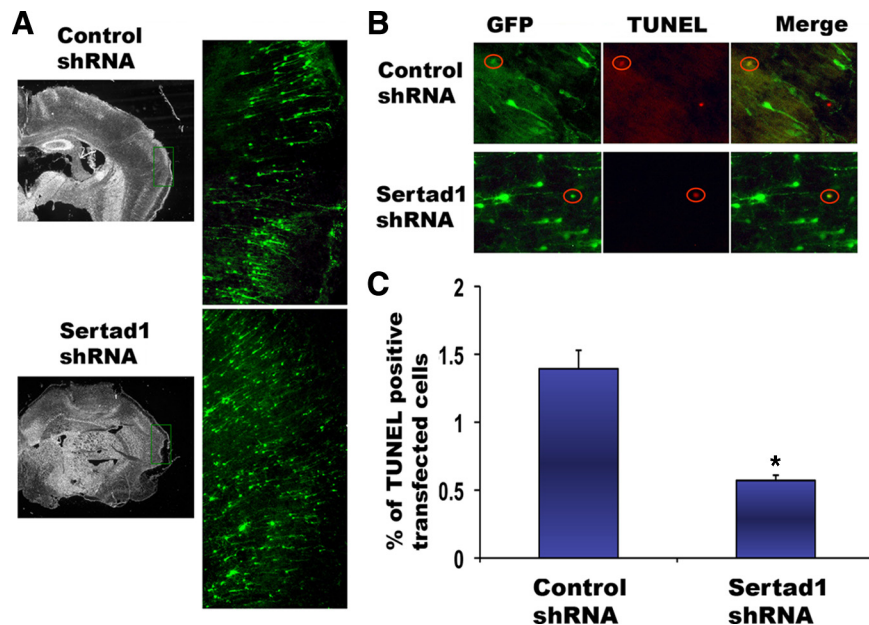 A
Control
shRNA
Sertad1
shRNA
B
GFP TUNEL Merge
Control
shRNA
Sertad1
shRNA
C
% of TUNEL positive
transfected cells
2
1.5
1
0.5
0
*
Control
shRNA
Sertad1
shRNA